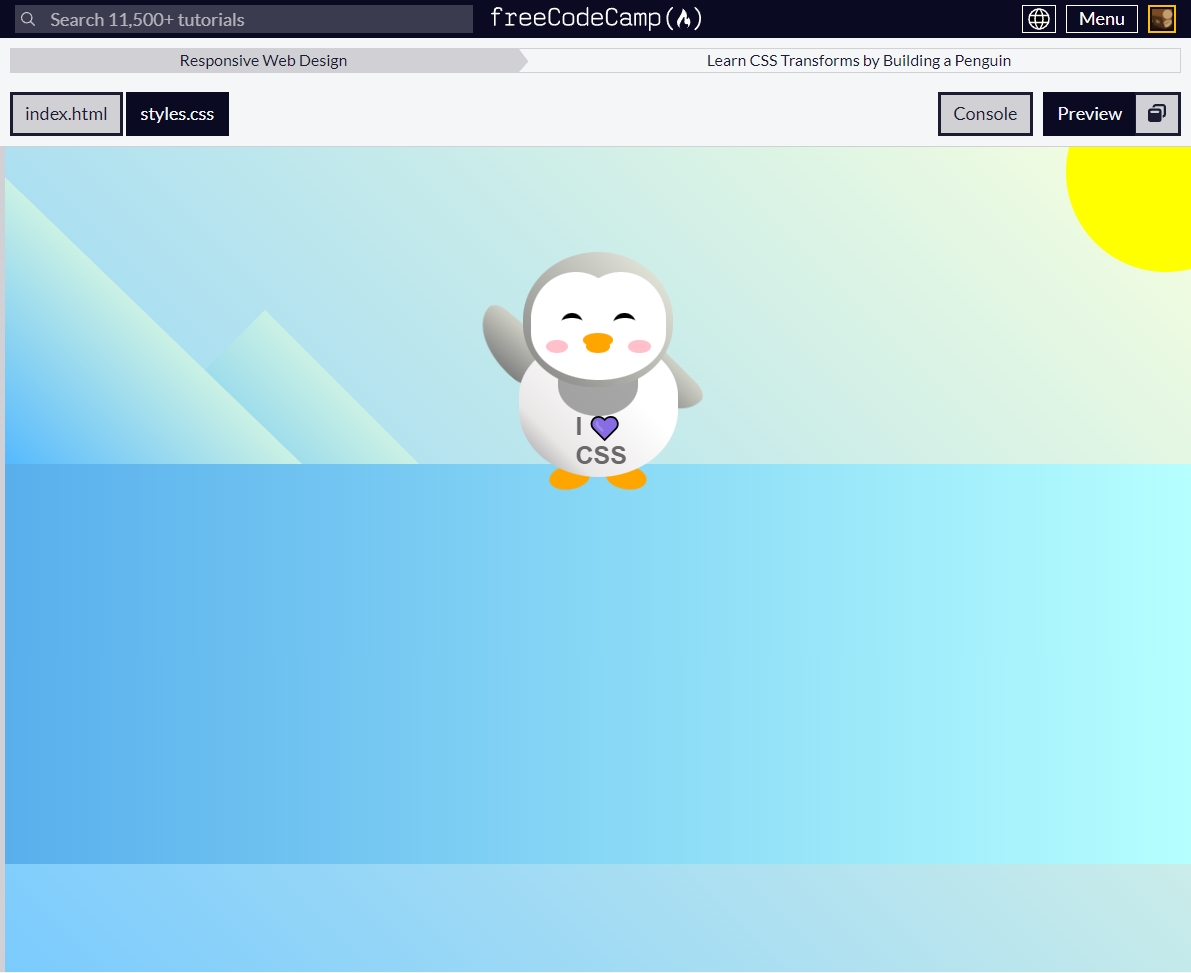 Search 11,500+ tutorials
freeCodeCamp
Menu
Responsive Web Design
Learn CSS Transforms by Building a Penguin
index.html
styles.css
Console
Preview
I 💜
CSS